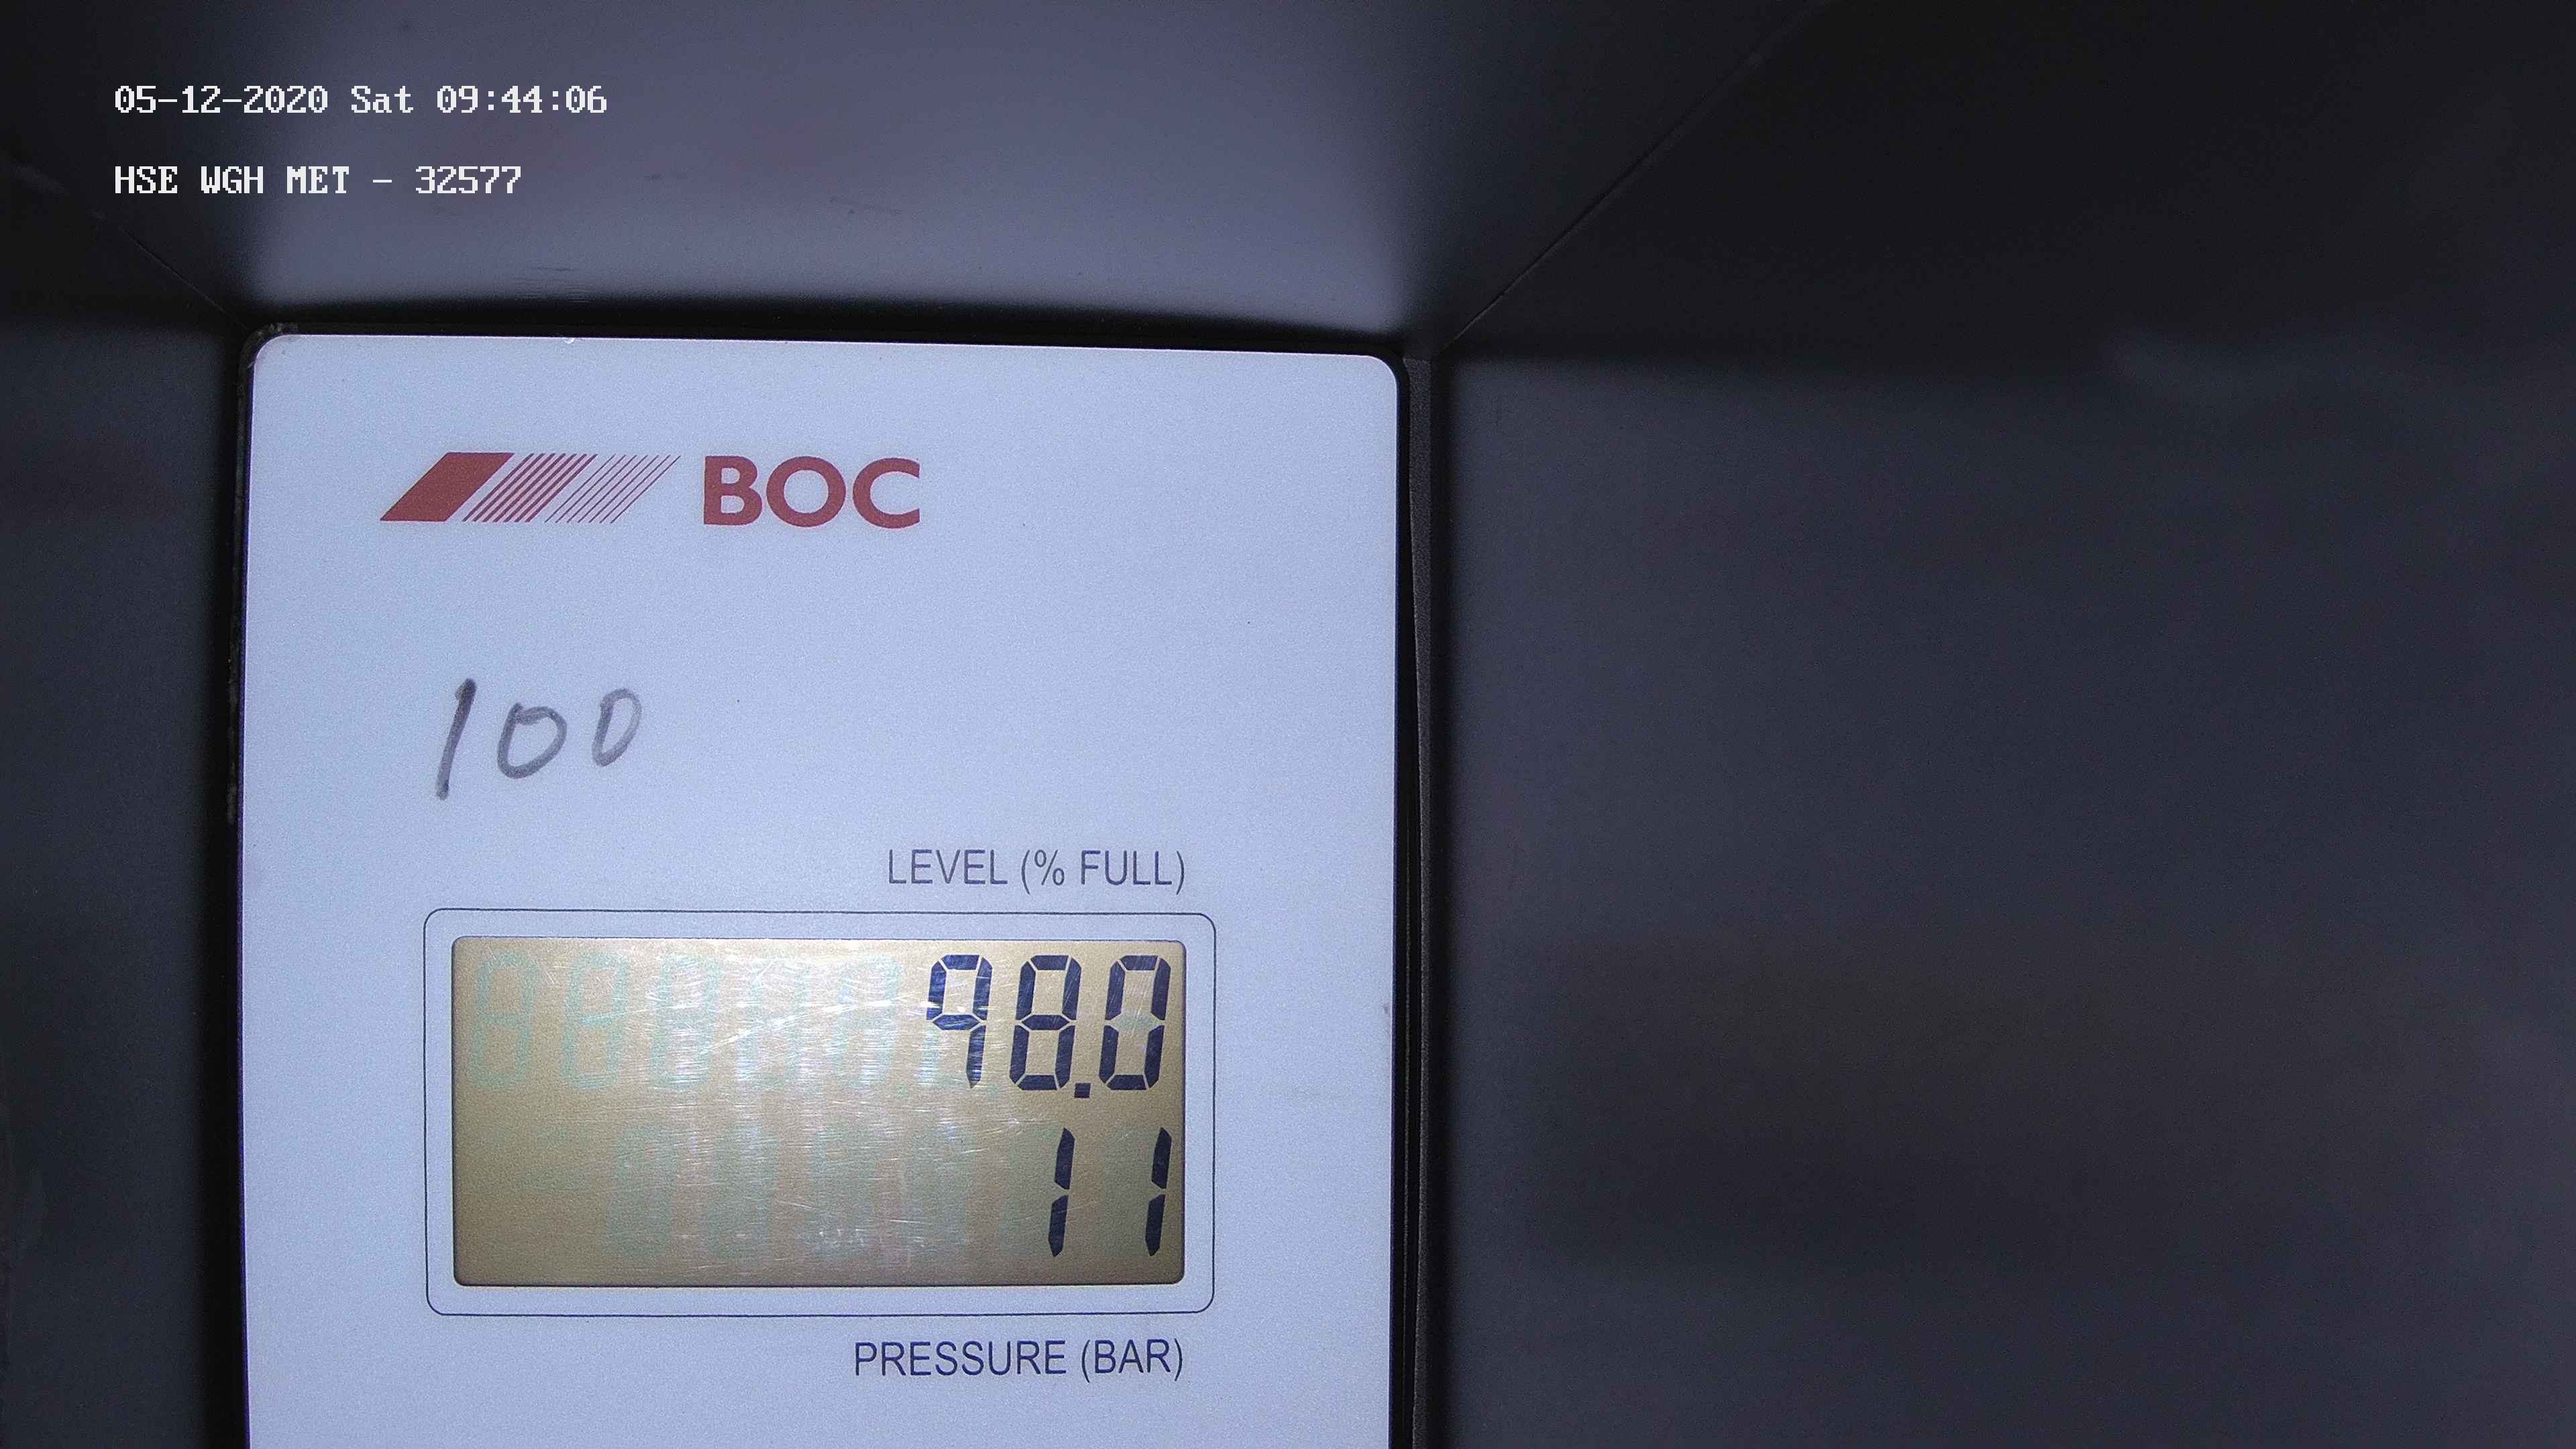 05-12-2020 Sat 09:44:06
HSE WGH MET - 32577
BOC
100
LEVEL (% FULL)
98.0
11
PRESSURE (BAR)